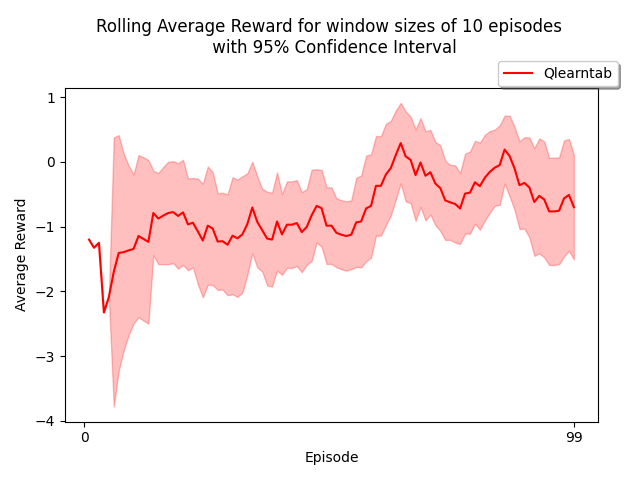 Rolling Average Reward for window sizes of 10 episodes
with 95% Confidence Interval
Qlearntab
1
0
−1
−2
−3
−4
Average Reward
0
99
Episode